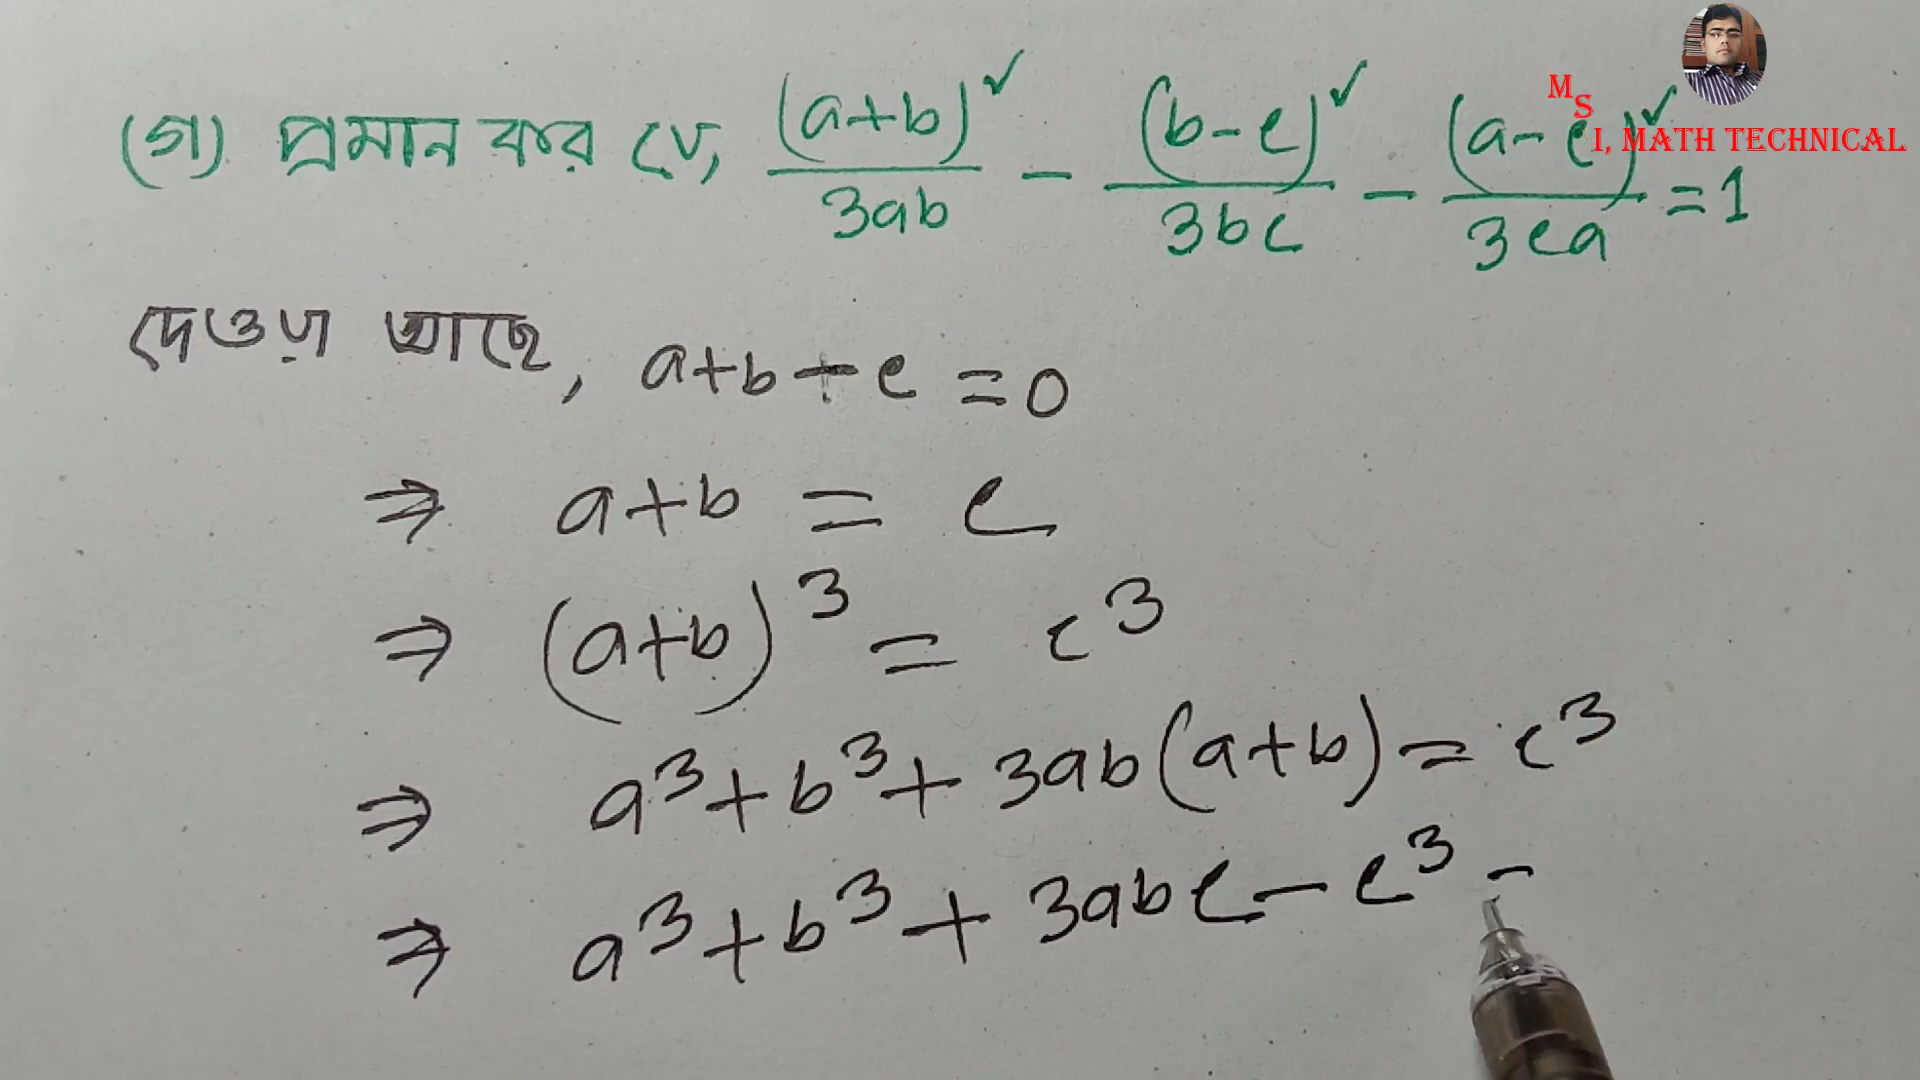 MSI, MATH TECHNICAL
(গ) প্রমান কর যে, (a+b)²/3ab - (b-c)²/3bc - (a-c)²/3ca = 1
দেওয়া আছে, a+b-c = 0
⇒ a+b = c
⇒ (a+b)³ = c³
⇒ a³+b³+3ab(a+b) = c³
⇒ a³+b³+3abc-c³ -